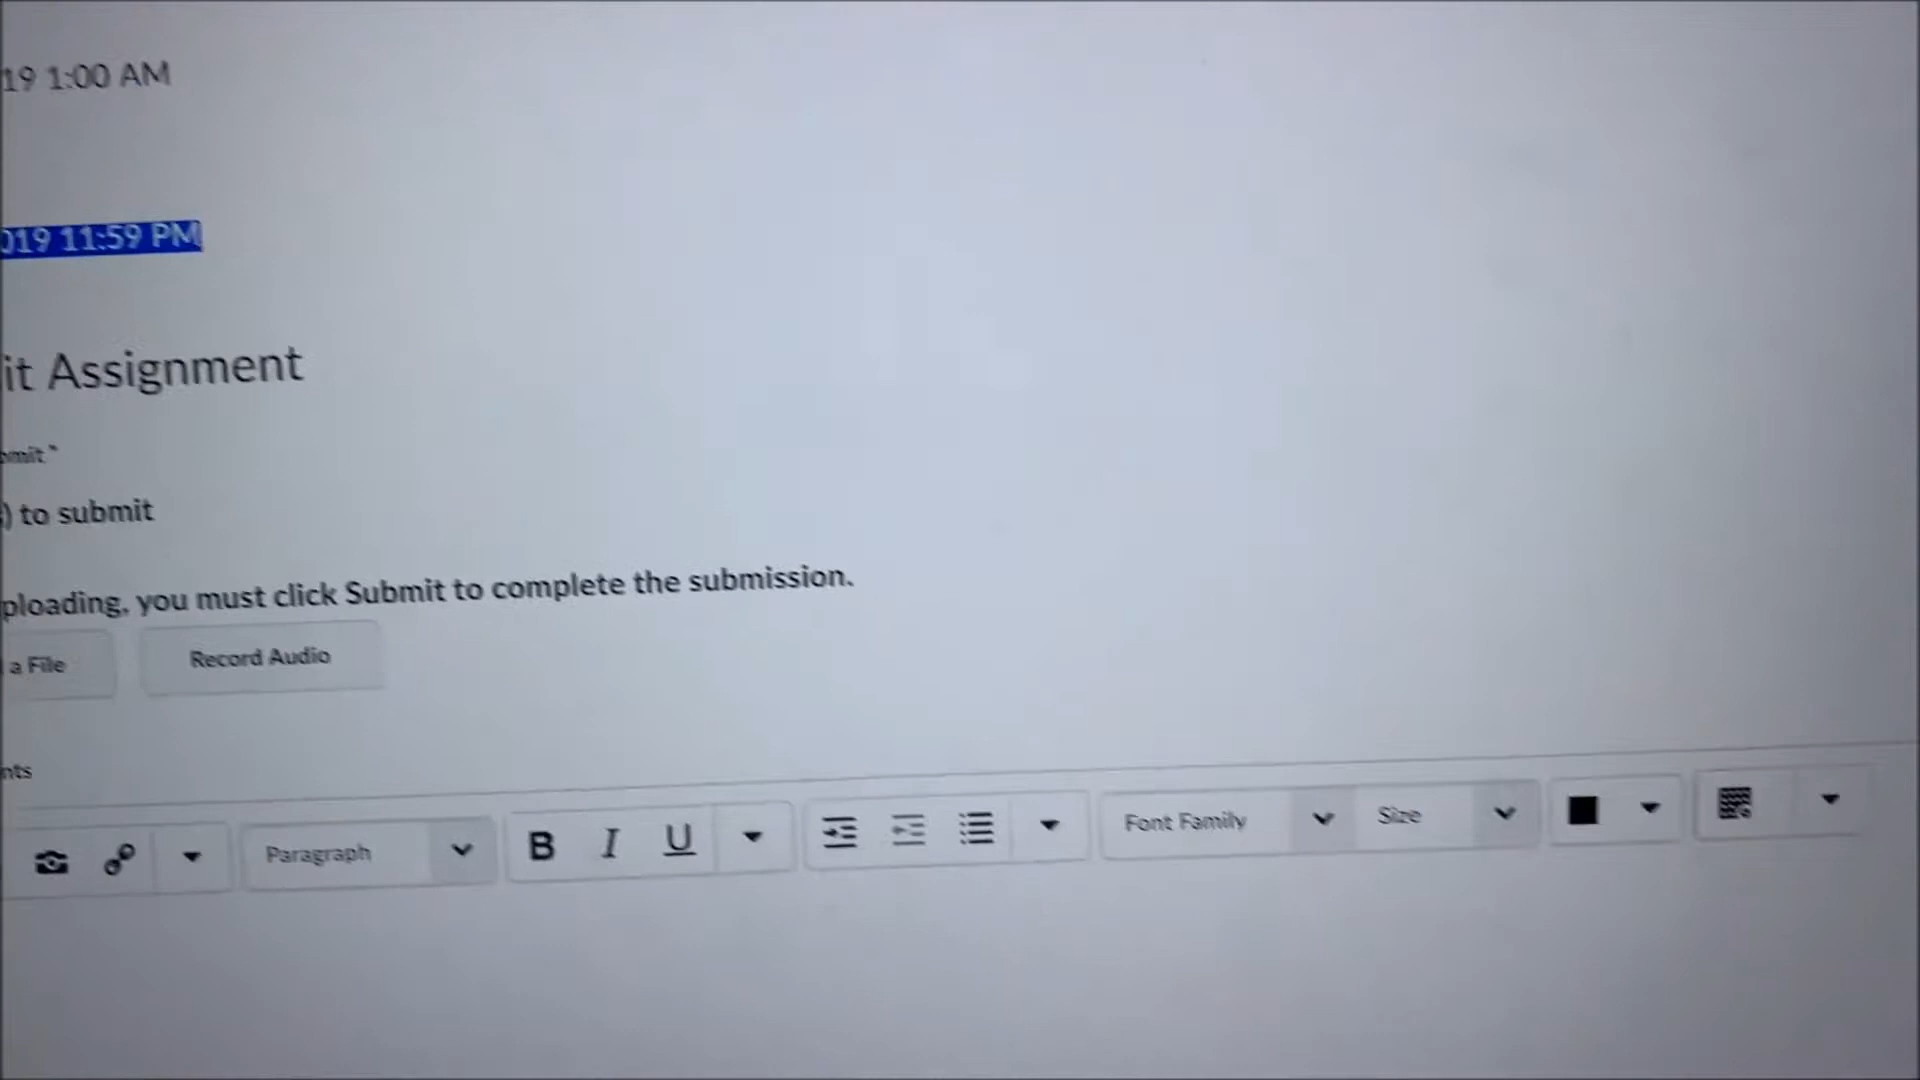 19 1:00 AM
019 11:59 PM
it Assignment
omit *
) to submit
ploading, you must click Submit to complete the submission.
a File
Record Audio
nts
Paragraph
B I U
Font Family
Size